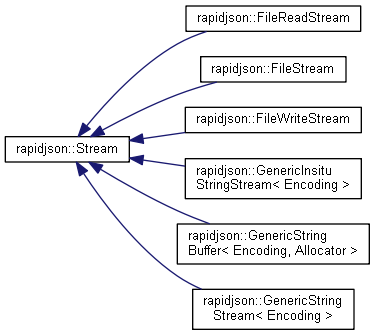 rapidjson::FileReadStream
rapidjson::FileStream
rapidjson::FileWriteStream
rapidjson::Stream
rapidjson::GenericInsitu
StringStream< Encoding >
rapidjson::GenericString
Buffer< Encoding, Allocator >
rapidjson::GenericString
Stream< Encoding >